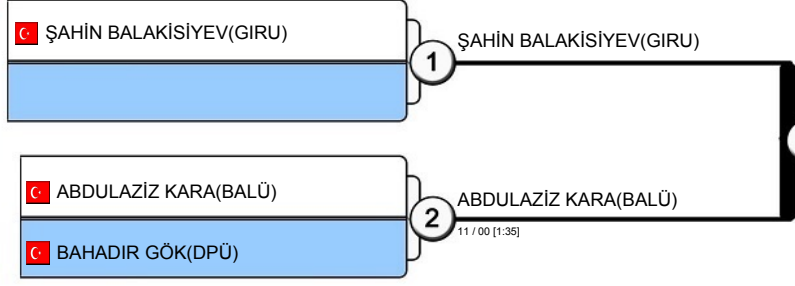 ŞAHİN BALAKİSİYEV(GIRU)
1
ŞAHİN BALAKİSİYEV(GIRU)
ABDULAZİZ KARA(BALÜ)
BAHADIR GÖK(DPÜ)
2
ABDULAZİZ KARA(BALÜ)
11 / 00 [1:35]